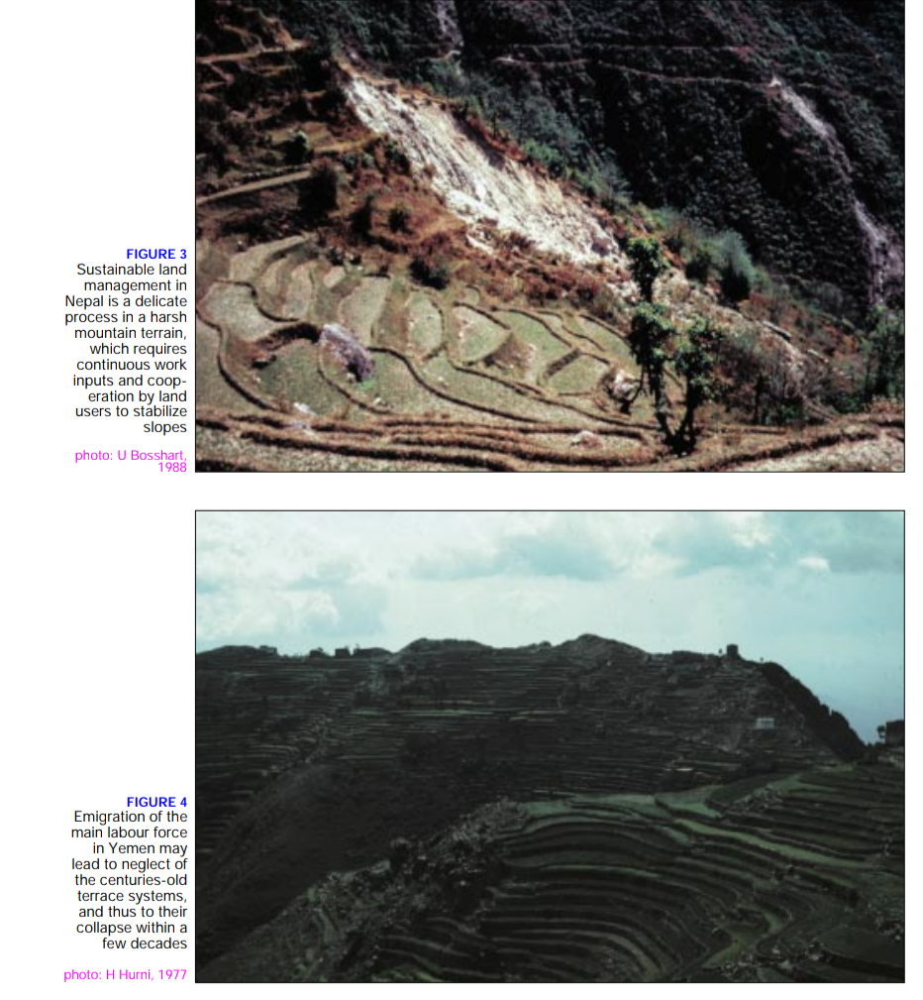 FIGURE 3
Sustainable land
management in
Nepal is a delicate
process in a harsh
mountain terrain,
which requires
continuous work
inputs and coop-
eration by land
users to stabilize
slopes
photo: U Bosshart,
1988
FIGURE 4
Emigration of the
main labour force
in Yemen may
lead to neglect of
the centuries-old
terrace systems,
and thus to their
collapse within a
few decades
photo: H Hurni, 1977